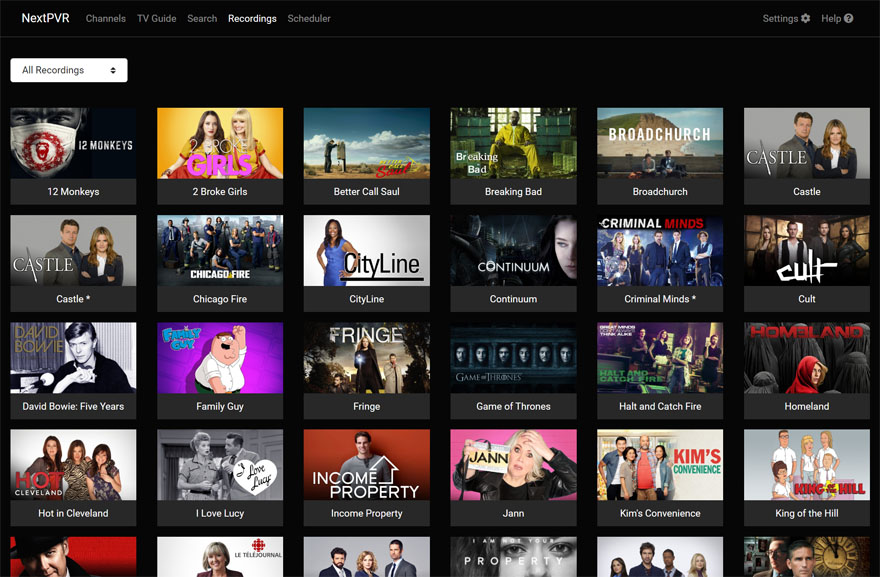 NextPVR Channels TV Guide Search Recordings Scheduler Settings Help
All Recordings
12 MONKEYS
2 BROKE
GIRLS
BETTER CALL
Saul
Breaking
Bad
BROADCHURCH
CASTLE
12 Monkeys
2 Broke Girls
Better Call Saul
Breaking Bad
Broadchurch
Castle
CASTLE
CHICAGO FIRE
CityLine
CONTINUUM
CRIMINAL MINDS
cult
Castle *
Chicago Fire
CityLine
Continuum
Criminal Minds *
Cult
DAVID
BOWIE
FAMILY
GUY
FRINGE
GAME OF THRONES
GREAT MINDS
THINK ALIKE
HALT AND
CATCH FIRE
HOMELAND
David Bowie: Five Years
Family Guy
Fringe
Game of Thrones
Halt and Catch Fire
Homeland
HOT
IN
CLEVELAND
I Love
Lucy
INCOME
PROPERTY
JANN
KIM'S
CONVENIENCE
KING OF THE HILL
Hot in Cleveland
I Love Lucy
Income Property
Jann
Kim's Convenience
King of the Hill
LE TÉLÉJOURNAL
I AM NOT YOUR
PROPERTY